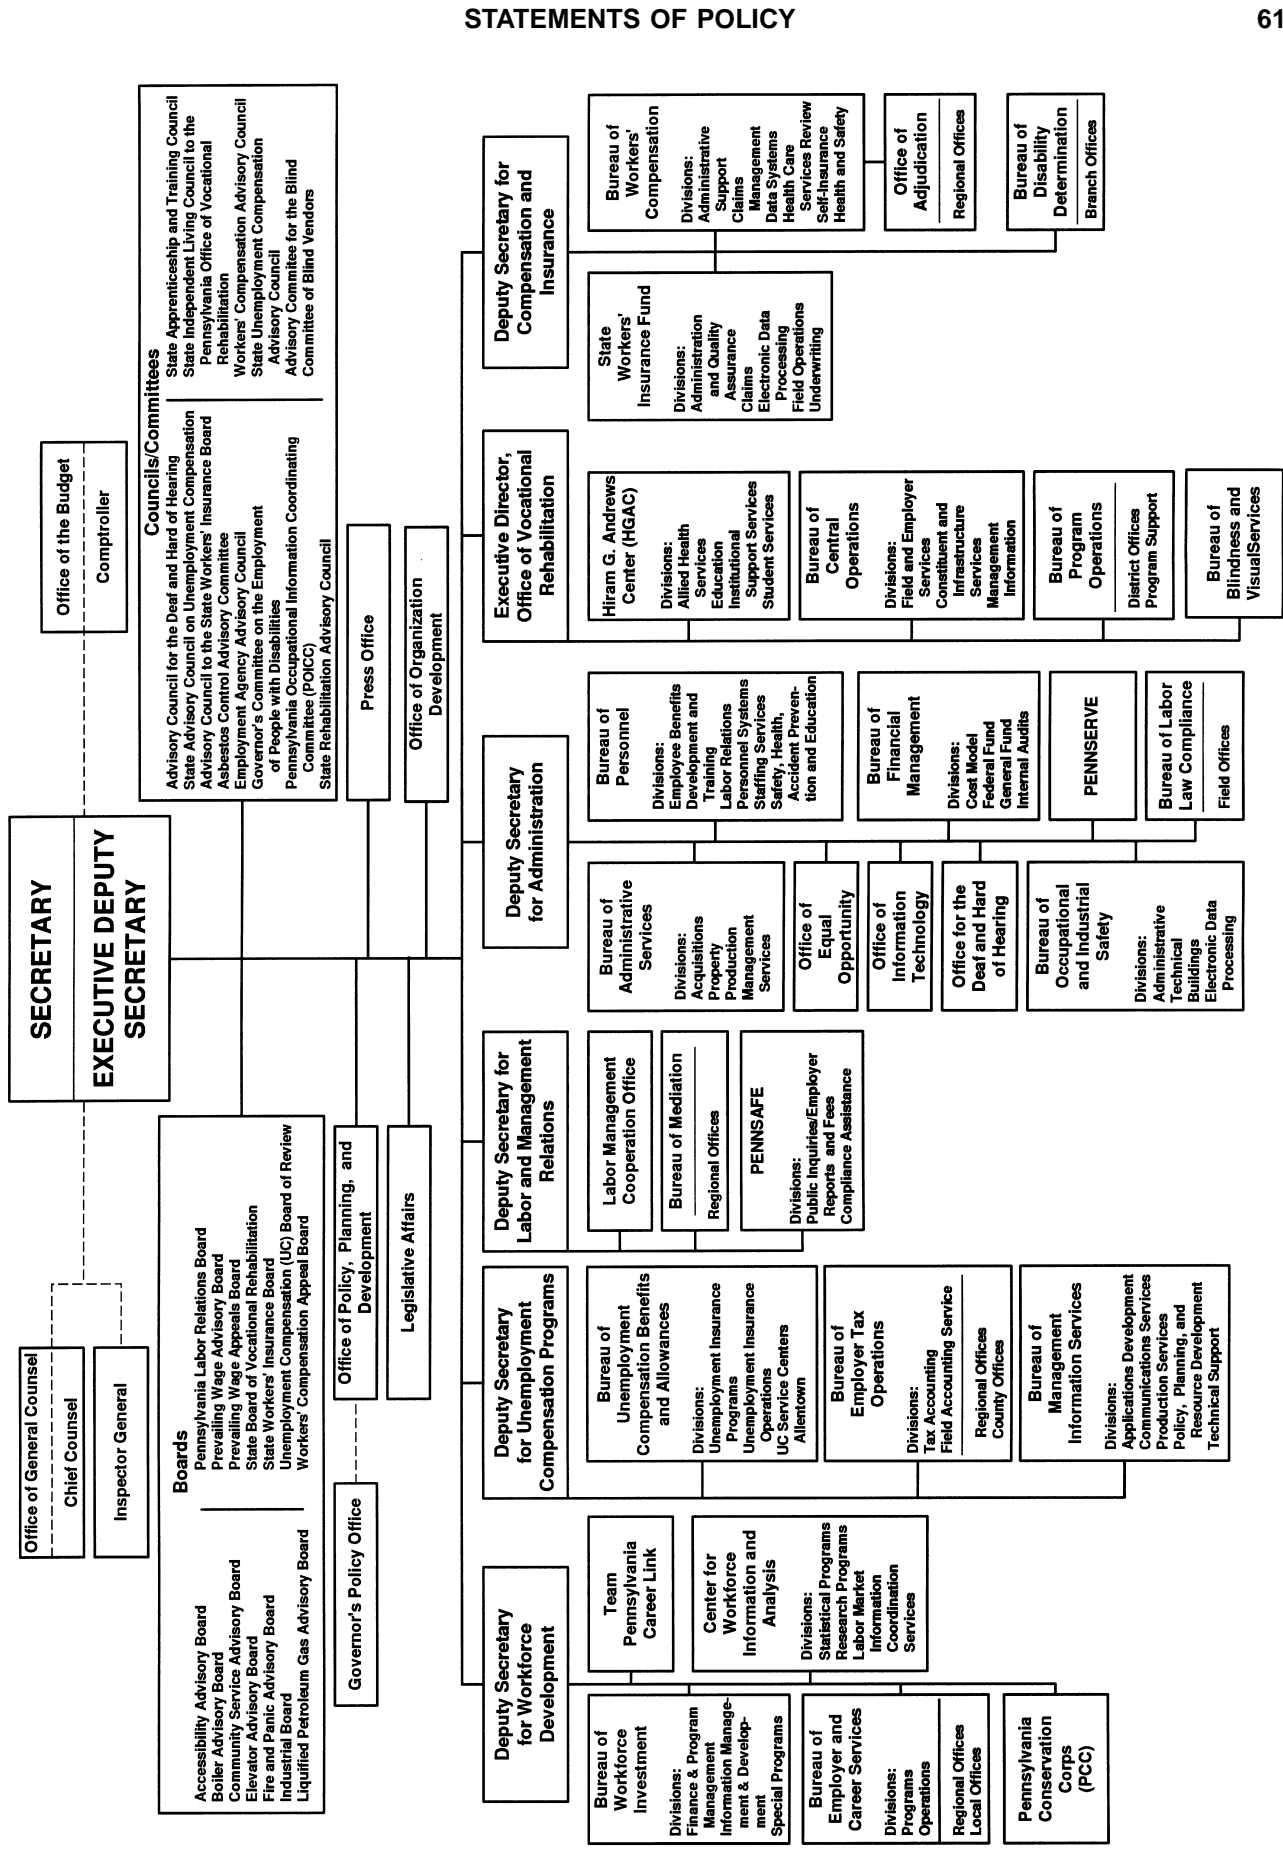 STATEMENTS OF POLICY
61
SECRETARY
EXECUTIVE DEPUTY
SECRETARY
Office of General Counsel
Chief Counsel
Inspector General
Office of the Budget
Comptroller
Boards
Accessibility Advisory Board
Boiler Advisory Board
Community Service Advisory Board
Elevator Advisory Board
Fire and Panic Advisory Board
Industrial Board
Liquified Petroleum Gas Advisory Board
Pennsylvania Labor Relations Board
Prevailing Wage Advisory Board
Prevailing Wage Appeals Board
State Board of Vocational Rehabilitation
State Workers' Insurance Board
Unemployment Compensation (UC) Board of Review
Workers' Compensation Appeal Board
Councils/Committees
Advisory Council for the Deaf and Hard of Hearing
State Advisory Council on Unemployment Compensation
Advisory Council to the State Workers' Insurance Board
Asbestos Control Advisory Committee
Employment Agency Advisory Council
Governor's Committee on the Employment
of People with Disabilities
Pennsylvania Occupational Information Coordinating
Committee (POICC)
State Rehabilitation Advisory Council
State Apprenticeship and Training Council
State Independent Living Council to the
Pennsylvania Office of Vocational
Rehabilitation
Workers' Compensation Advisory Council
State Unemployment Compensation
Advisory Council
Advisory Commitee for the Blind
Committee of Blind Vendors
Governor's Policy Office
Office of Policy, Planning, and
Development
Legislative Affairs
Press Office
Office of Organization
Development
Deputy Secretary
for Workforce
Development
Bureau of
Workforce
Investment
Divisions:
Finance & Program
Management
Information Manage-
ment & Develop-
ment
Special Programs
Team
Pennsylvania
Career Link
Center for
Workforce
Information and
Analysis
Divisions:
Statistical Programs
Research Programs
Labor Market
Information
Coordination
Services
Bureau of
Employer and
Career Services
Divisions:
Programs
Operations
Regional Offices
Local Offices
Pennsylvania
Conservation
Corps
(PCC)
Deputy Secretary
for Unemployment
Compensation Programs
Bureau of
Unemployment
Compensation Benefits
and Allowances
Divisions:
Unemployment Insurance
Programs
Unemployment Insurance
Operations
UC Service Centers
Allentown
Bureau of
Employer Tax
Operations
Divisions:
Tax Accounting
Field Accounting Service
Regional Offices
County Offices
Bureau of
Management
Information Services
Divisions:
Applications Development
Communications Services
Production Services
Policy, Planning, and
Resource Development
Technical Support
Deputy Secretary for
Labor and Management
Relations
Labor Management
Cooperation Office
Bureau of Mediation
Regional Offices
PENNSAFE
Divisions:
Public Inquiries/Employer
Reports and Fees
Compliance Assistance
Deputy Secretary
for Administration
Bureau of
Administrative
Services
Divisions:
Acquisitions
Property
Production
Management
Services
Office of
Equal
Opportunity
Office of
Information
Technology
Office for the
Deaf and Hard
of Hearing
Bureau of
Occupational
and Industrial
Safety
Divisions:
Administrative
Technical
Buildings
Electronic Data
Processing
Bureau of
Personnel
Divisions:
Employee Benefits
Development and
Training
Labor Relations
Personnel Systems
Staffing Services
Safety, Health,
Accident Preven-
tion and Education
Bureau of
Financial
Management
Divisions:
Cost Model
Federal Fund
General Fund
Internal Audits
PENNSERVE
Bureau of Labor
Law Compliance
Field Offices
Executive Director,
Office of Vocational
Rehabilitation
Hiram G. Andrews
Center (HGAC)
Divisions:
Allied Health
Services
Education
Institutional
Support Services
Student Services
Bureau of
Central
Operations
Divisions:
Field and Employer
Services
Constituent and
Infrastructure
Services
Management
Information
Bureau of
Program
Operations
District Offices
Program Support
Bureau of
Blindness and
VisualServices
Deputy Secretary for
Compensation and
Insurance
State
Workers'
Insurance Fund
Divisions:
Administration
and Quality
Assurance
Claims
Electronic Data
Processing
Field Operations
Underwriting
Bureau of
Workers'
Compensation
Divisions:
Administrative
Support
Claims
Management
Data Systems
Health Care
Services Review
Self-Insurance
Health and Safety
Office of
Adjudication
Regional Offices
Bureau of
Disability
Determination
Branch Offices